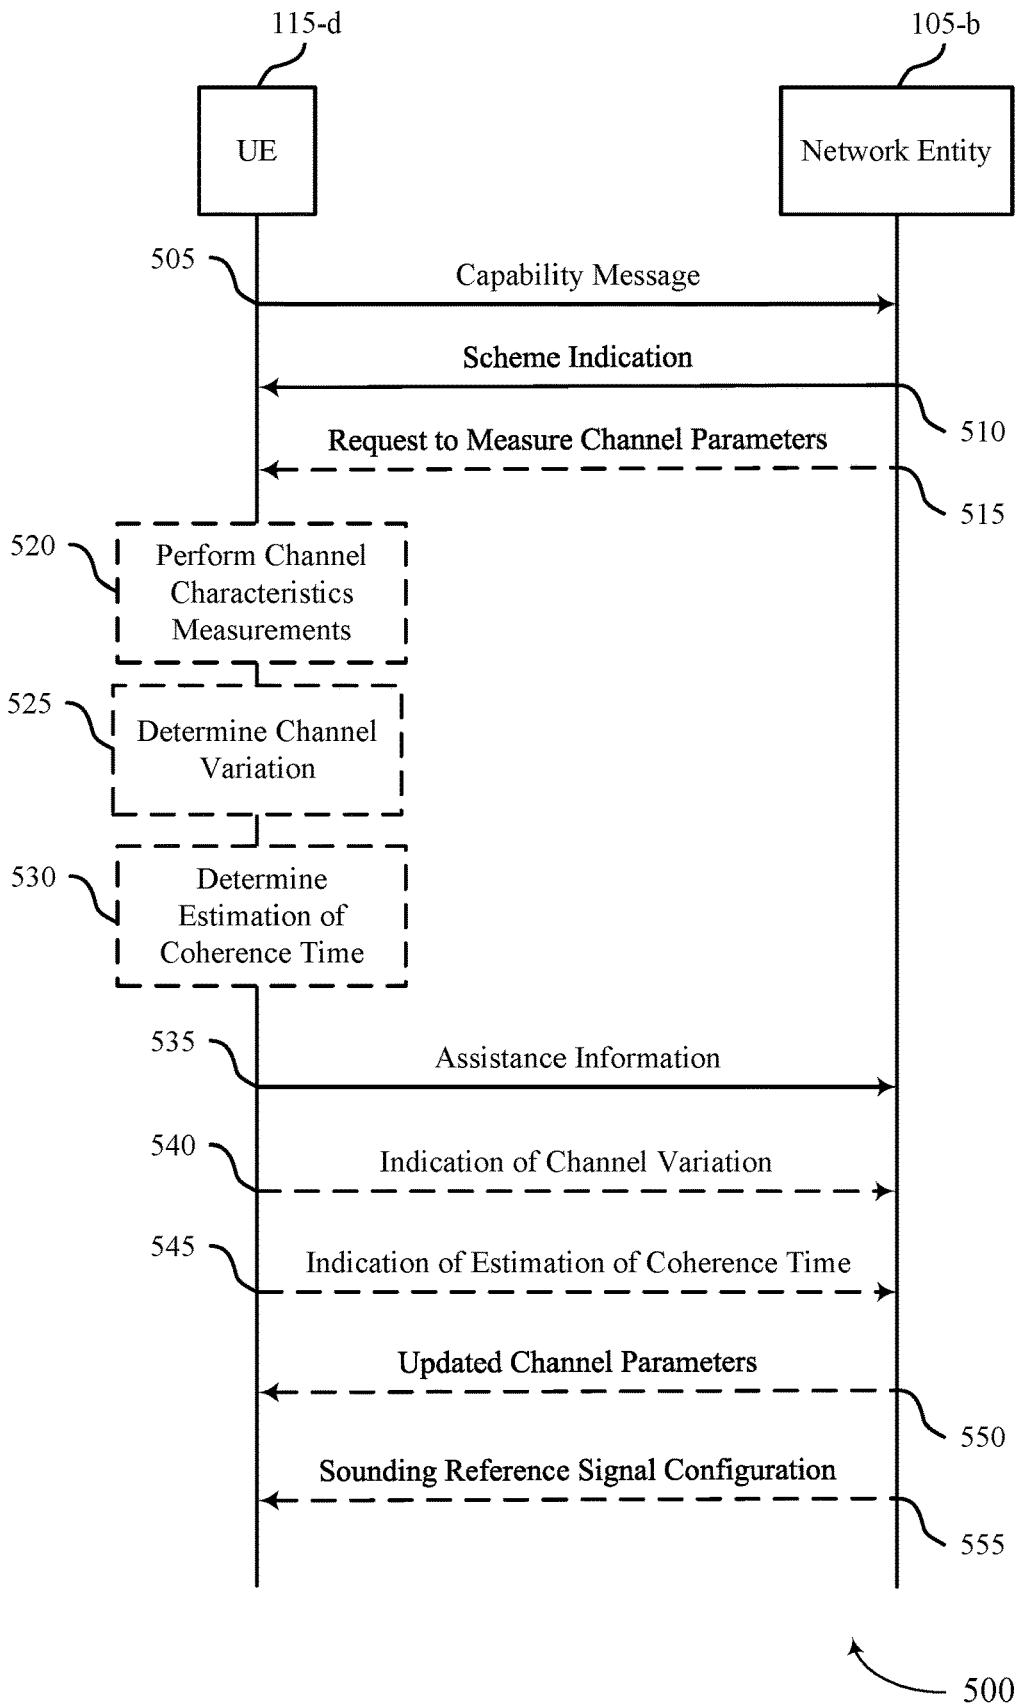 115-d
105-b
UE
Network Entity
505
Capability Message
Scheme Indication
510
Request to Measure Channel Parameters
515
520
Perform Channel
Characteristics
Measurements
525
Determine Channel
Variation
530
Determine
Estimation of
Coherence Time
535
Assistance Information
540
Indication of Channel Variation
545
Indication of Estimation of Coherence Time
Updated Channel Parameters
550
Sounding Reference Signal Configuration
555
500